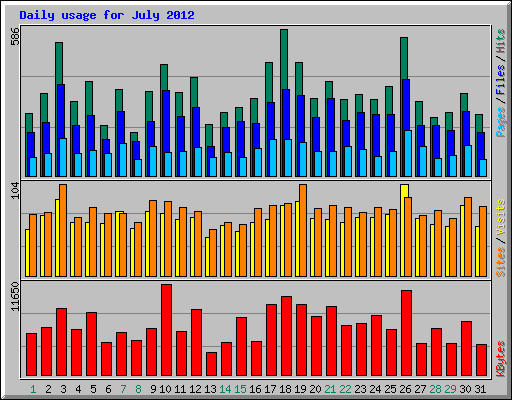 Daily usage for July 2012
586
Pages / Files / Hits
104
Sites / Visits
11650
KBytes
1 2 3 4 5 6 7 8 9 10 11 12 13 14 15 16 17 18 19 20 21 22 23 24 25 26 27 28 29 30 31